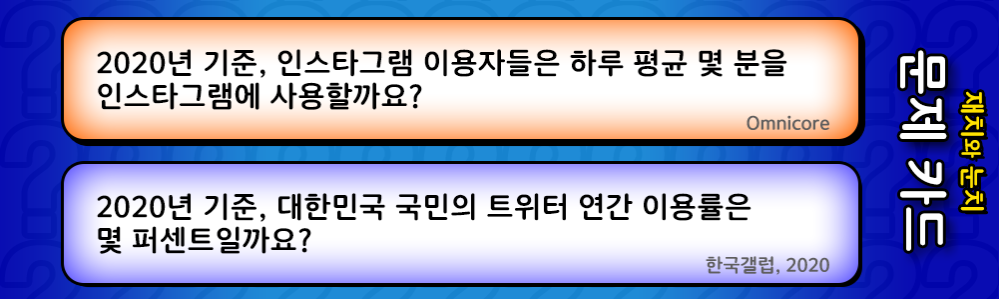 2020년 기준, 인스타그램 이용자들은 하루 평균 몇 분을
인스타그램에 사용할까요?
Omnicore
2020년 기준, 대한민국 국민의 트위터 연간 이용률은
몇 퍼센트일까요?
한국갤럽, 2020
재치와 눈치
문제 카드